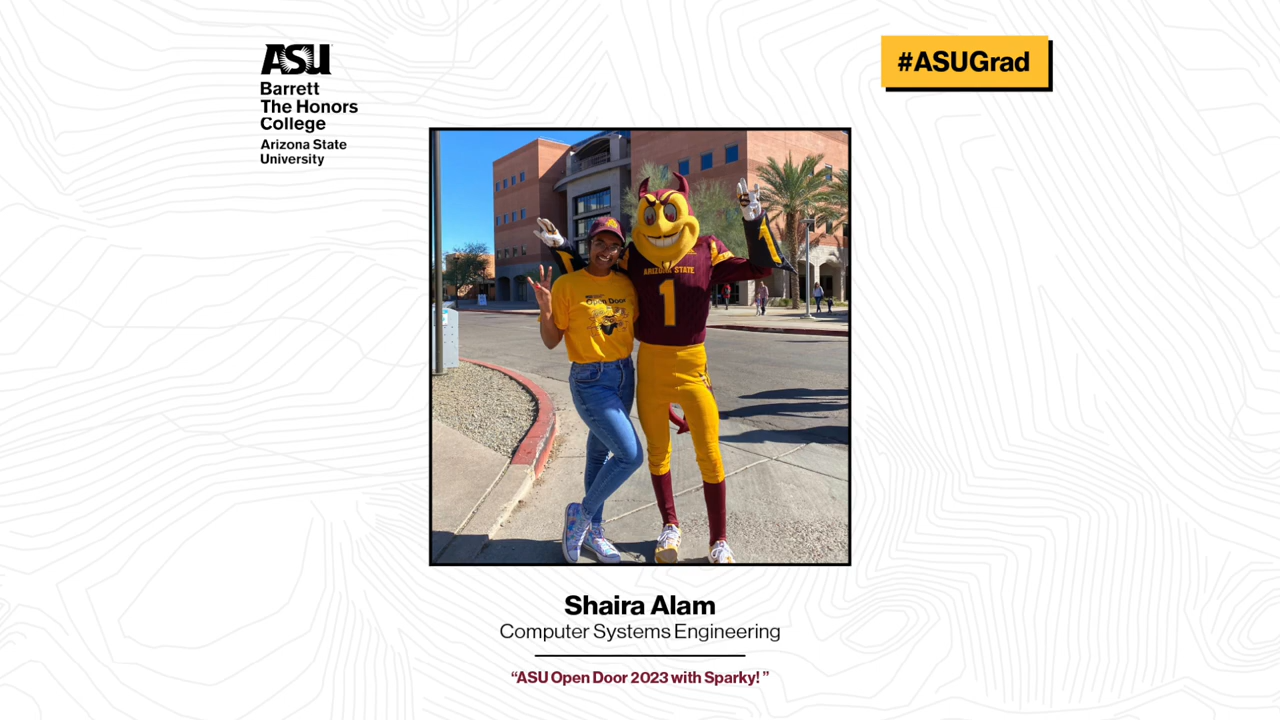 ASU
Barrett
The Honors
College
Arizona State
University
#ASUGrad
ARIZONA STATE
1
Open Door
Shaira Alam
Computer Systems Engineering
“ASU Open Door 2023 with Sparky! ”